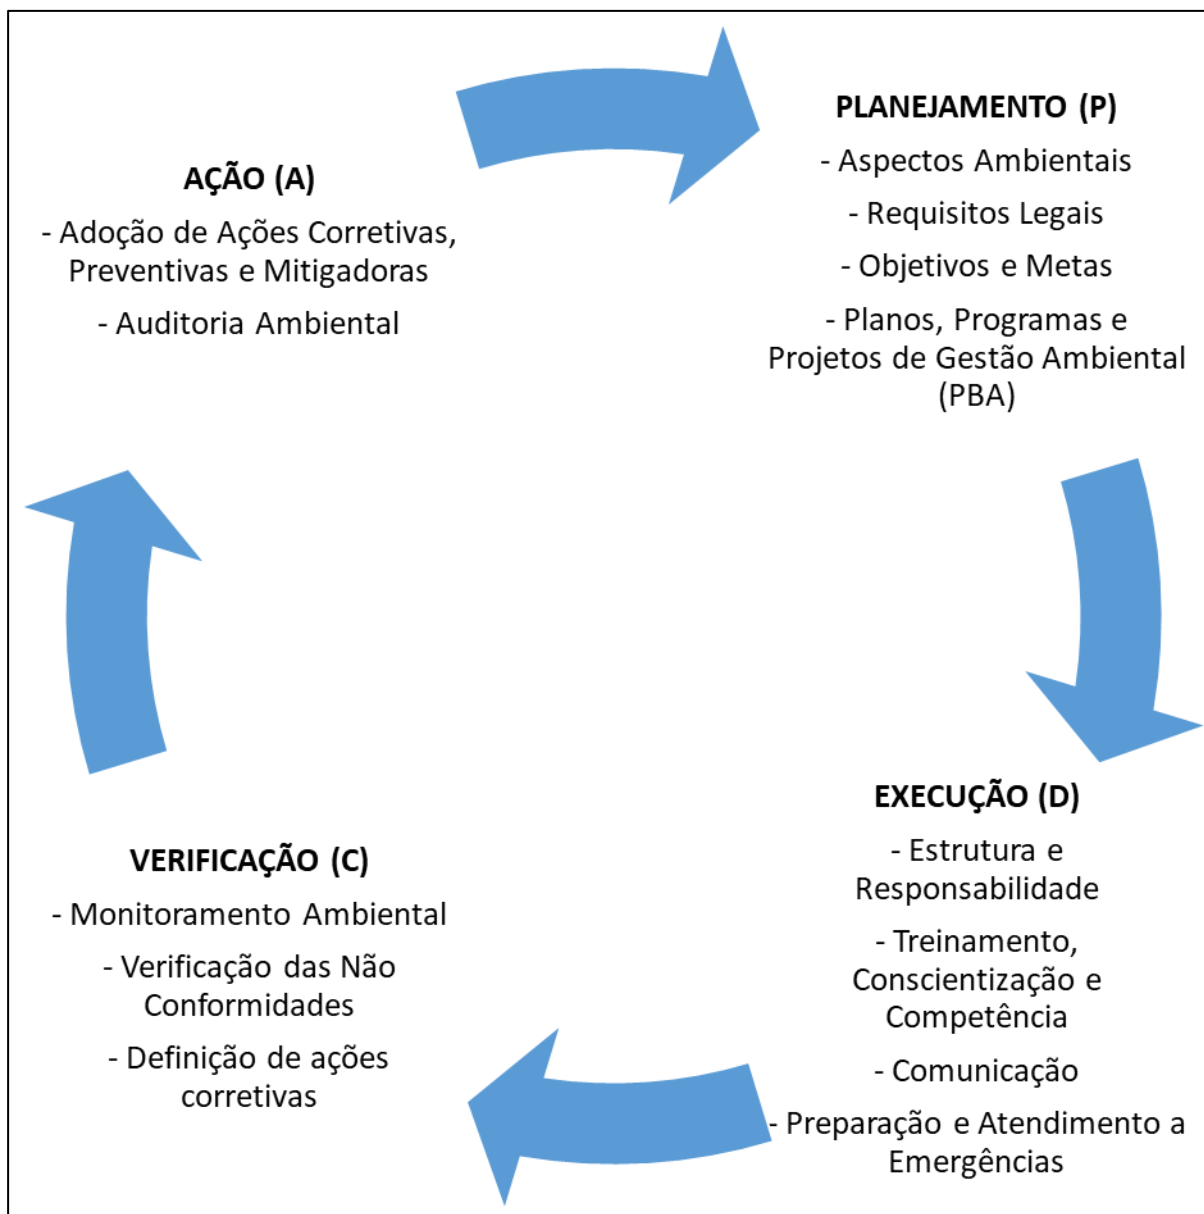 PLANEJAMENTO (P)
- Aspectos Ambientais
- Requisitos Legais
- Objetivos e Metas
- Planos, Programas e
Projetos de Gestão Ambiental
(PBA)
EXECUÇÃO (D)
- Estrutura e
Responsabilidade
- Treinamento,
Conscientização e
Competência
- Comunicação
- Preparação e Atendimento a
Emergências
VERIFICAÇÃO (C)
- Monitoramento Ambiental
- Verificação das Não
Conformidades
- Definição de ações
corretivas
AÇÃO (A)
- Adoção de Ações Corretivas,
Preventivas e Mitigadoras
- Auditoria Ambiental